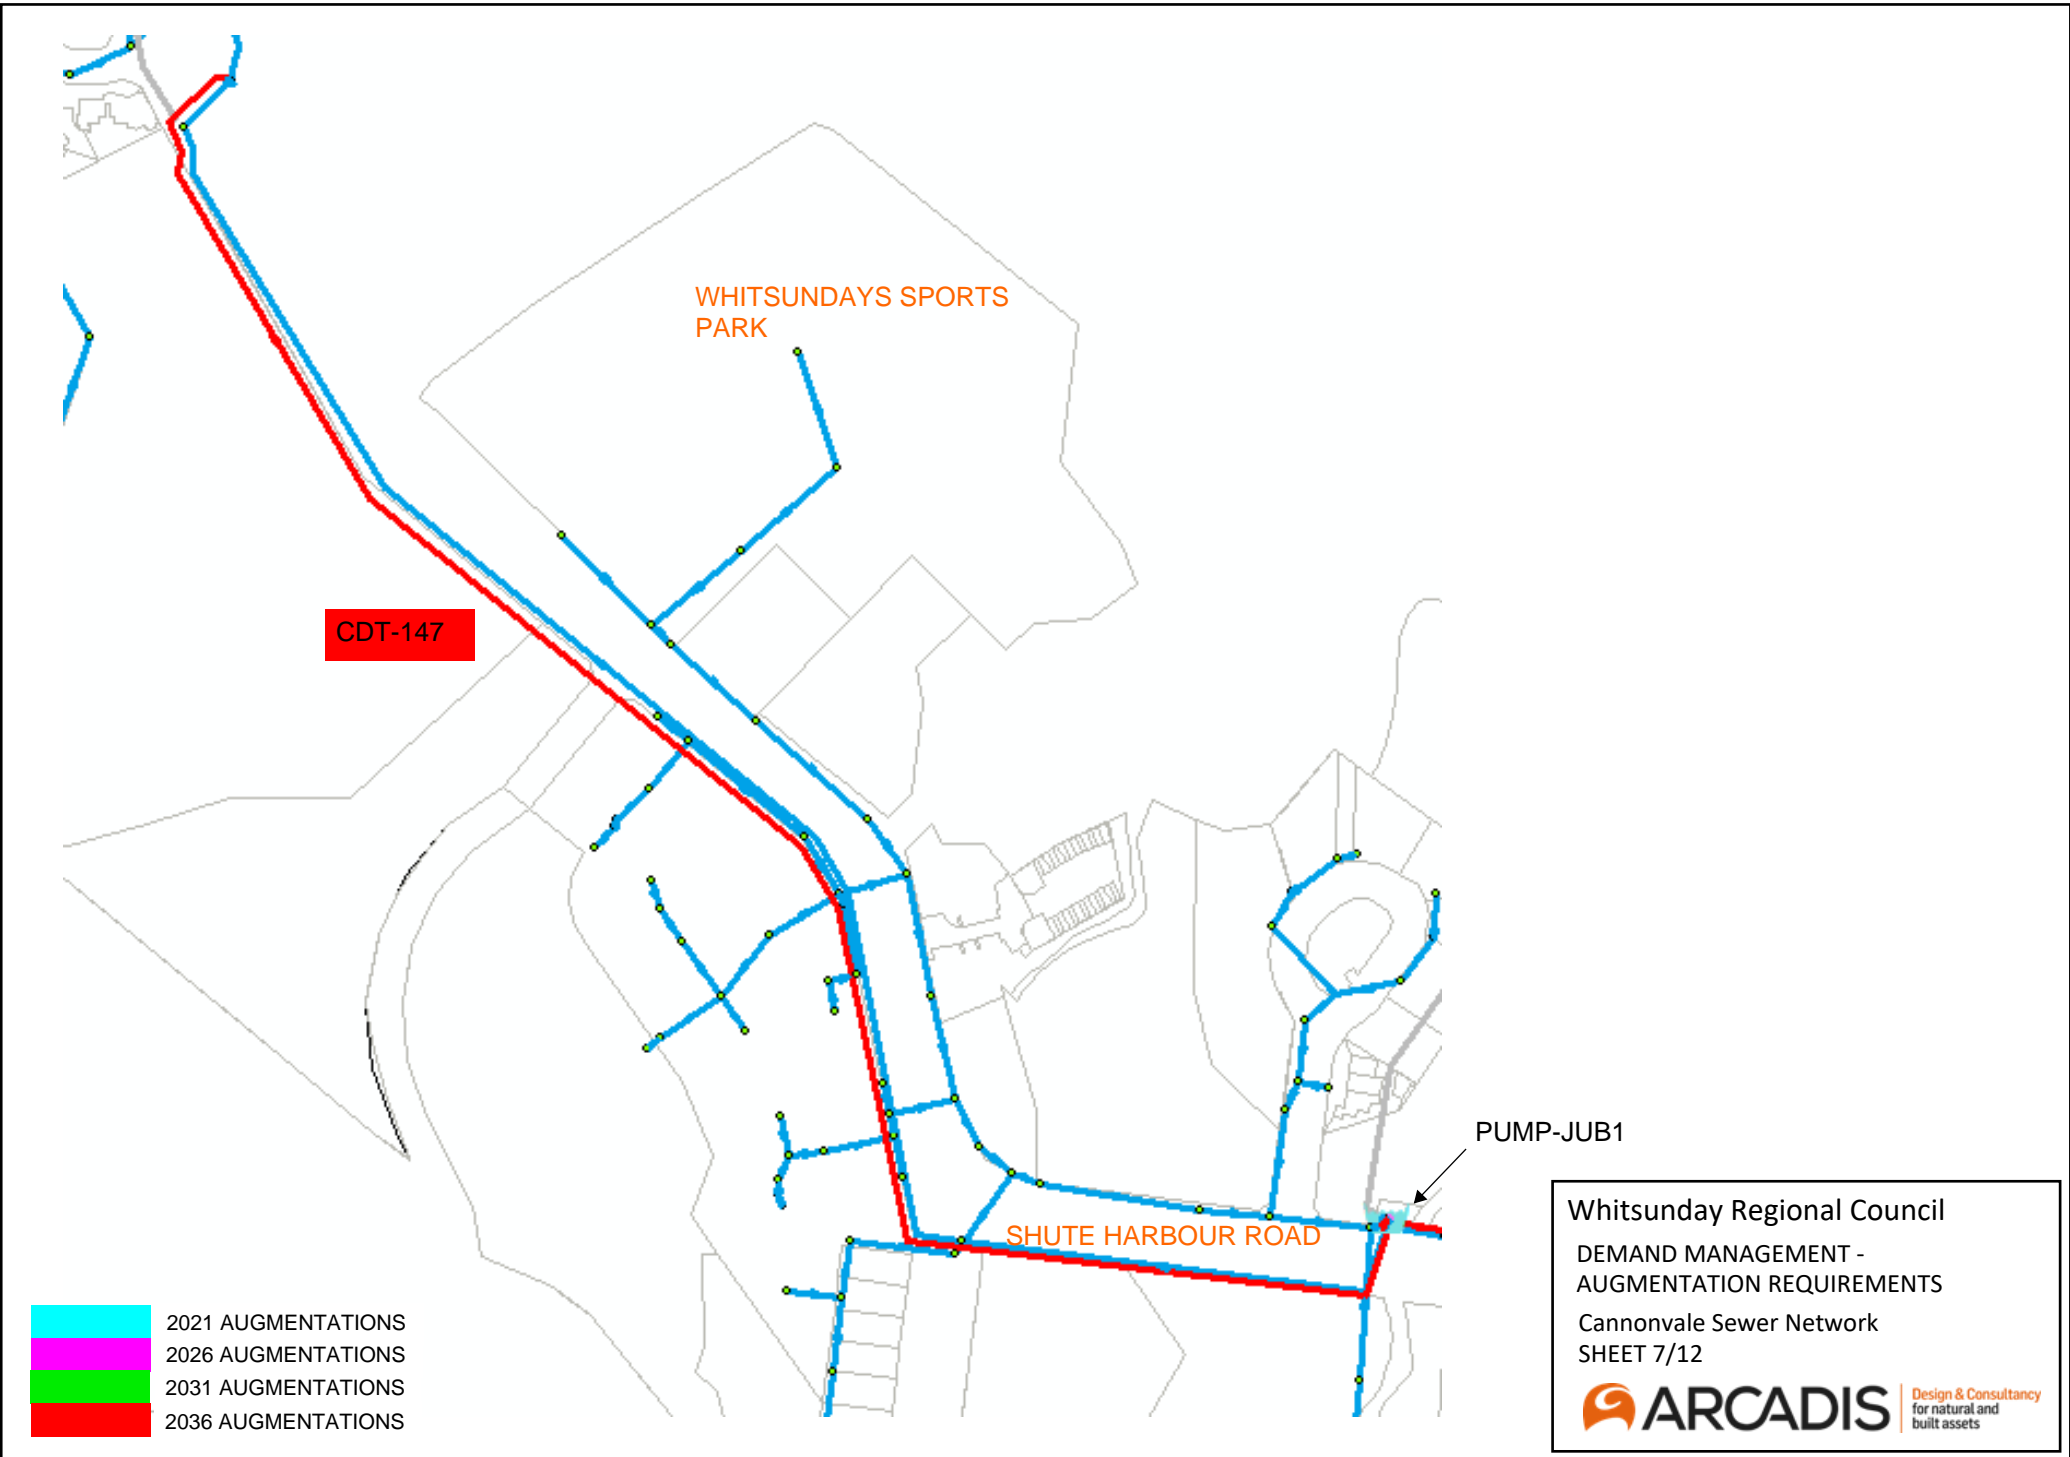 WHITSUNDAYS SPORTS
PARK
CDT-147
PUMP-JUB1
SHUTE HARBOUR ROAD
2021 AUGMENTATIONS
2026 AUGMENTATIONS
2031 AUGMENTATIONS
2036 AUGMENTATIONS
Whitsunday Regional Council
DEMAND MANAGEMENT -
AUGMENTATION REQUIREMENTS
Cannonvale Sewer Network
SHEET 7/12
ARCADIS
Design & Consultancy
for natural and
built assets